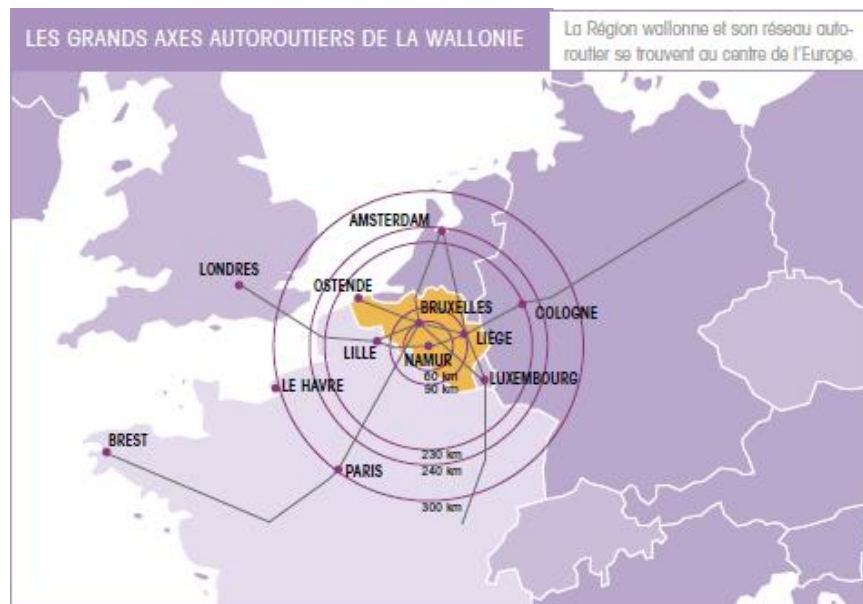 LES GRANDS AXES AUTOROUTIERS DE LA WALLONIE
La Région wallonne et son réseau auto-
routier se trouvent au centre de l'Europe.
AMSTERDAM
LONDRES
OSTENDE
BRUXELLES
COLOGNE
LILLE
LIÈGE
NAMUR
60 km
90 km
LUXEMBOURG
LE HAVRE
BREST
PARIS
230 km
240 km
300 km